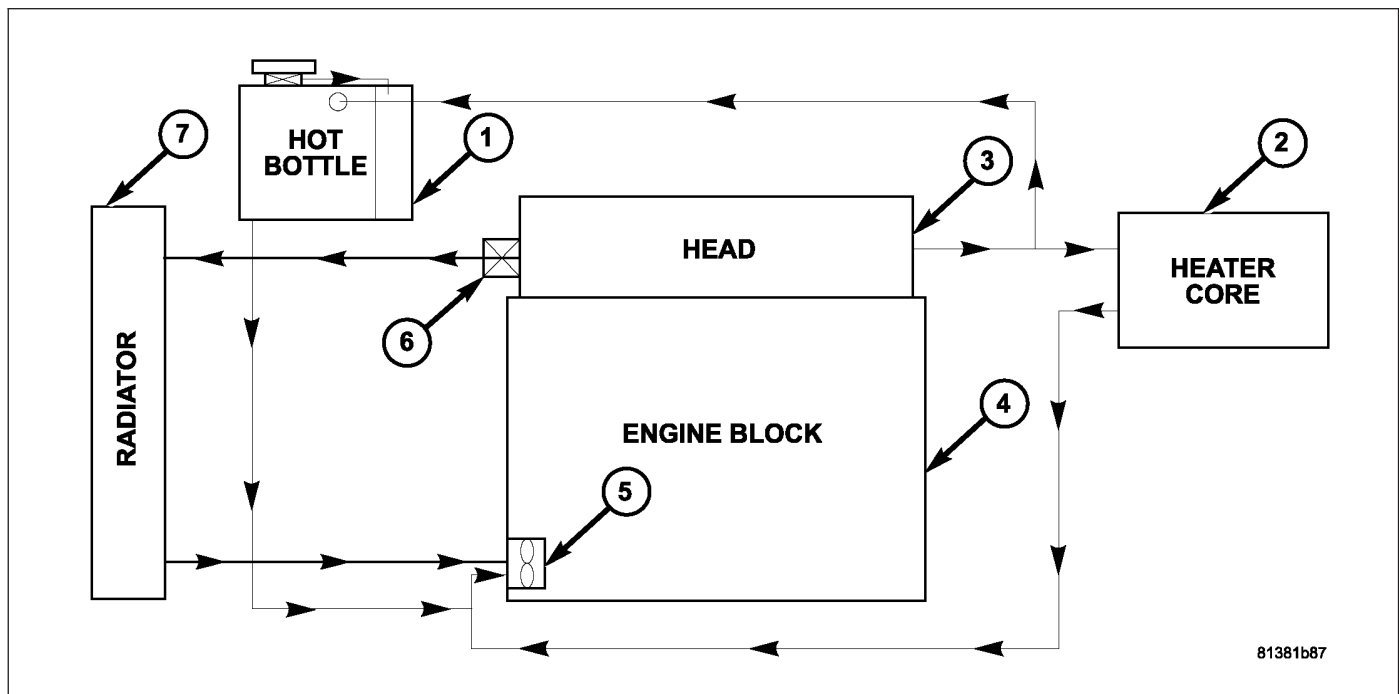 7
HOT
BOTTLE
1
3
2
HEAD
HEATER
CORE
6
RADIATOR
4
ENGINE BLOCK
5
81381b87